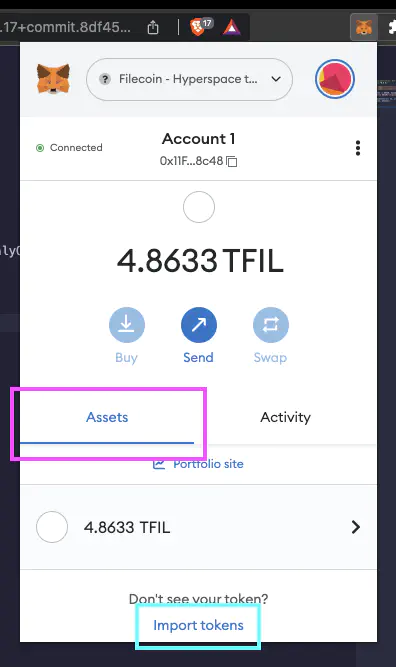 .17+commit.8df45...
17
Filecoin - Hyperspace t...
Connected
Account 1
0x11F...8c48
4.8633 TFIL
Buy
Send
Swap
Assets
Activity
Portfolio site
4.8633 TFIL
Don't see your token?
Import tokens